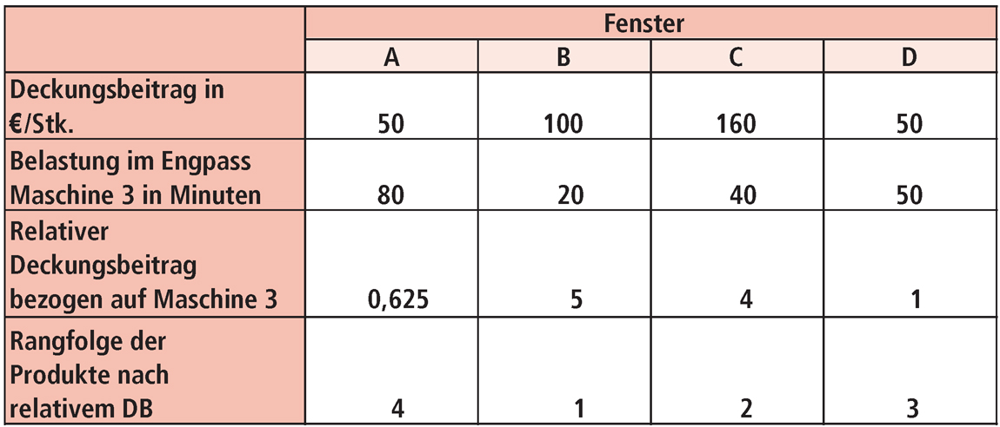 Fenster
A B C D
Deckungsbeitrag in
€/Stk. 50 100 160 50
Belastung im Engpass
Maschine 3 in Minuten 80 20 40 50
Relativer
Deckungsbeitrag
bezogen auf Maschine 3 0,625 5 4 1
Rangfolge der
Produkte nach
relativem DB 4 1 2 3